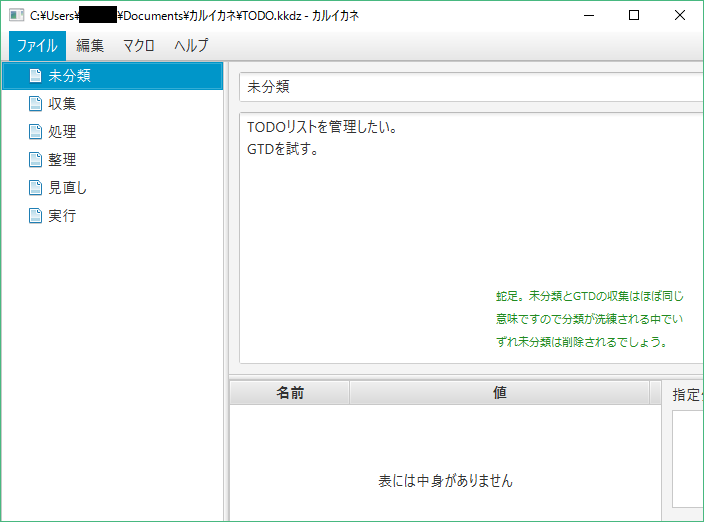 C:¥Users¥ ¥Documents¥カルイカネ¥TODO.kkdz - カルイカネ
ファイル 編集 マクロ ヘルプ
未分類
収集
処理
整理
見直し
実行
未分類
TODOリストを管理したい。
GTDを試す。
蛇足。未分類とGTDの収集はほぼ同じ
意味ですので分類が洗練される中でい
ずれ未分類は削除されるでしょう。
名前 値
表には中身がありません
指定